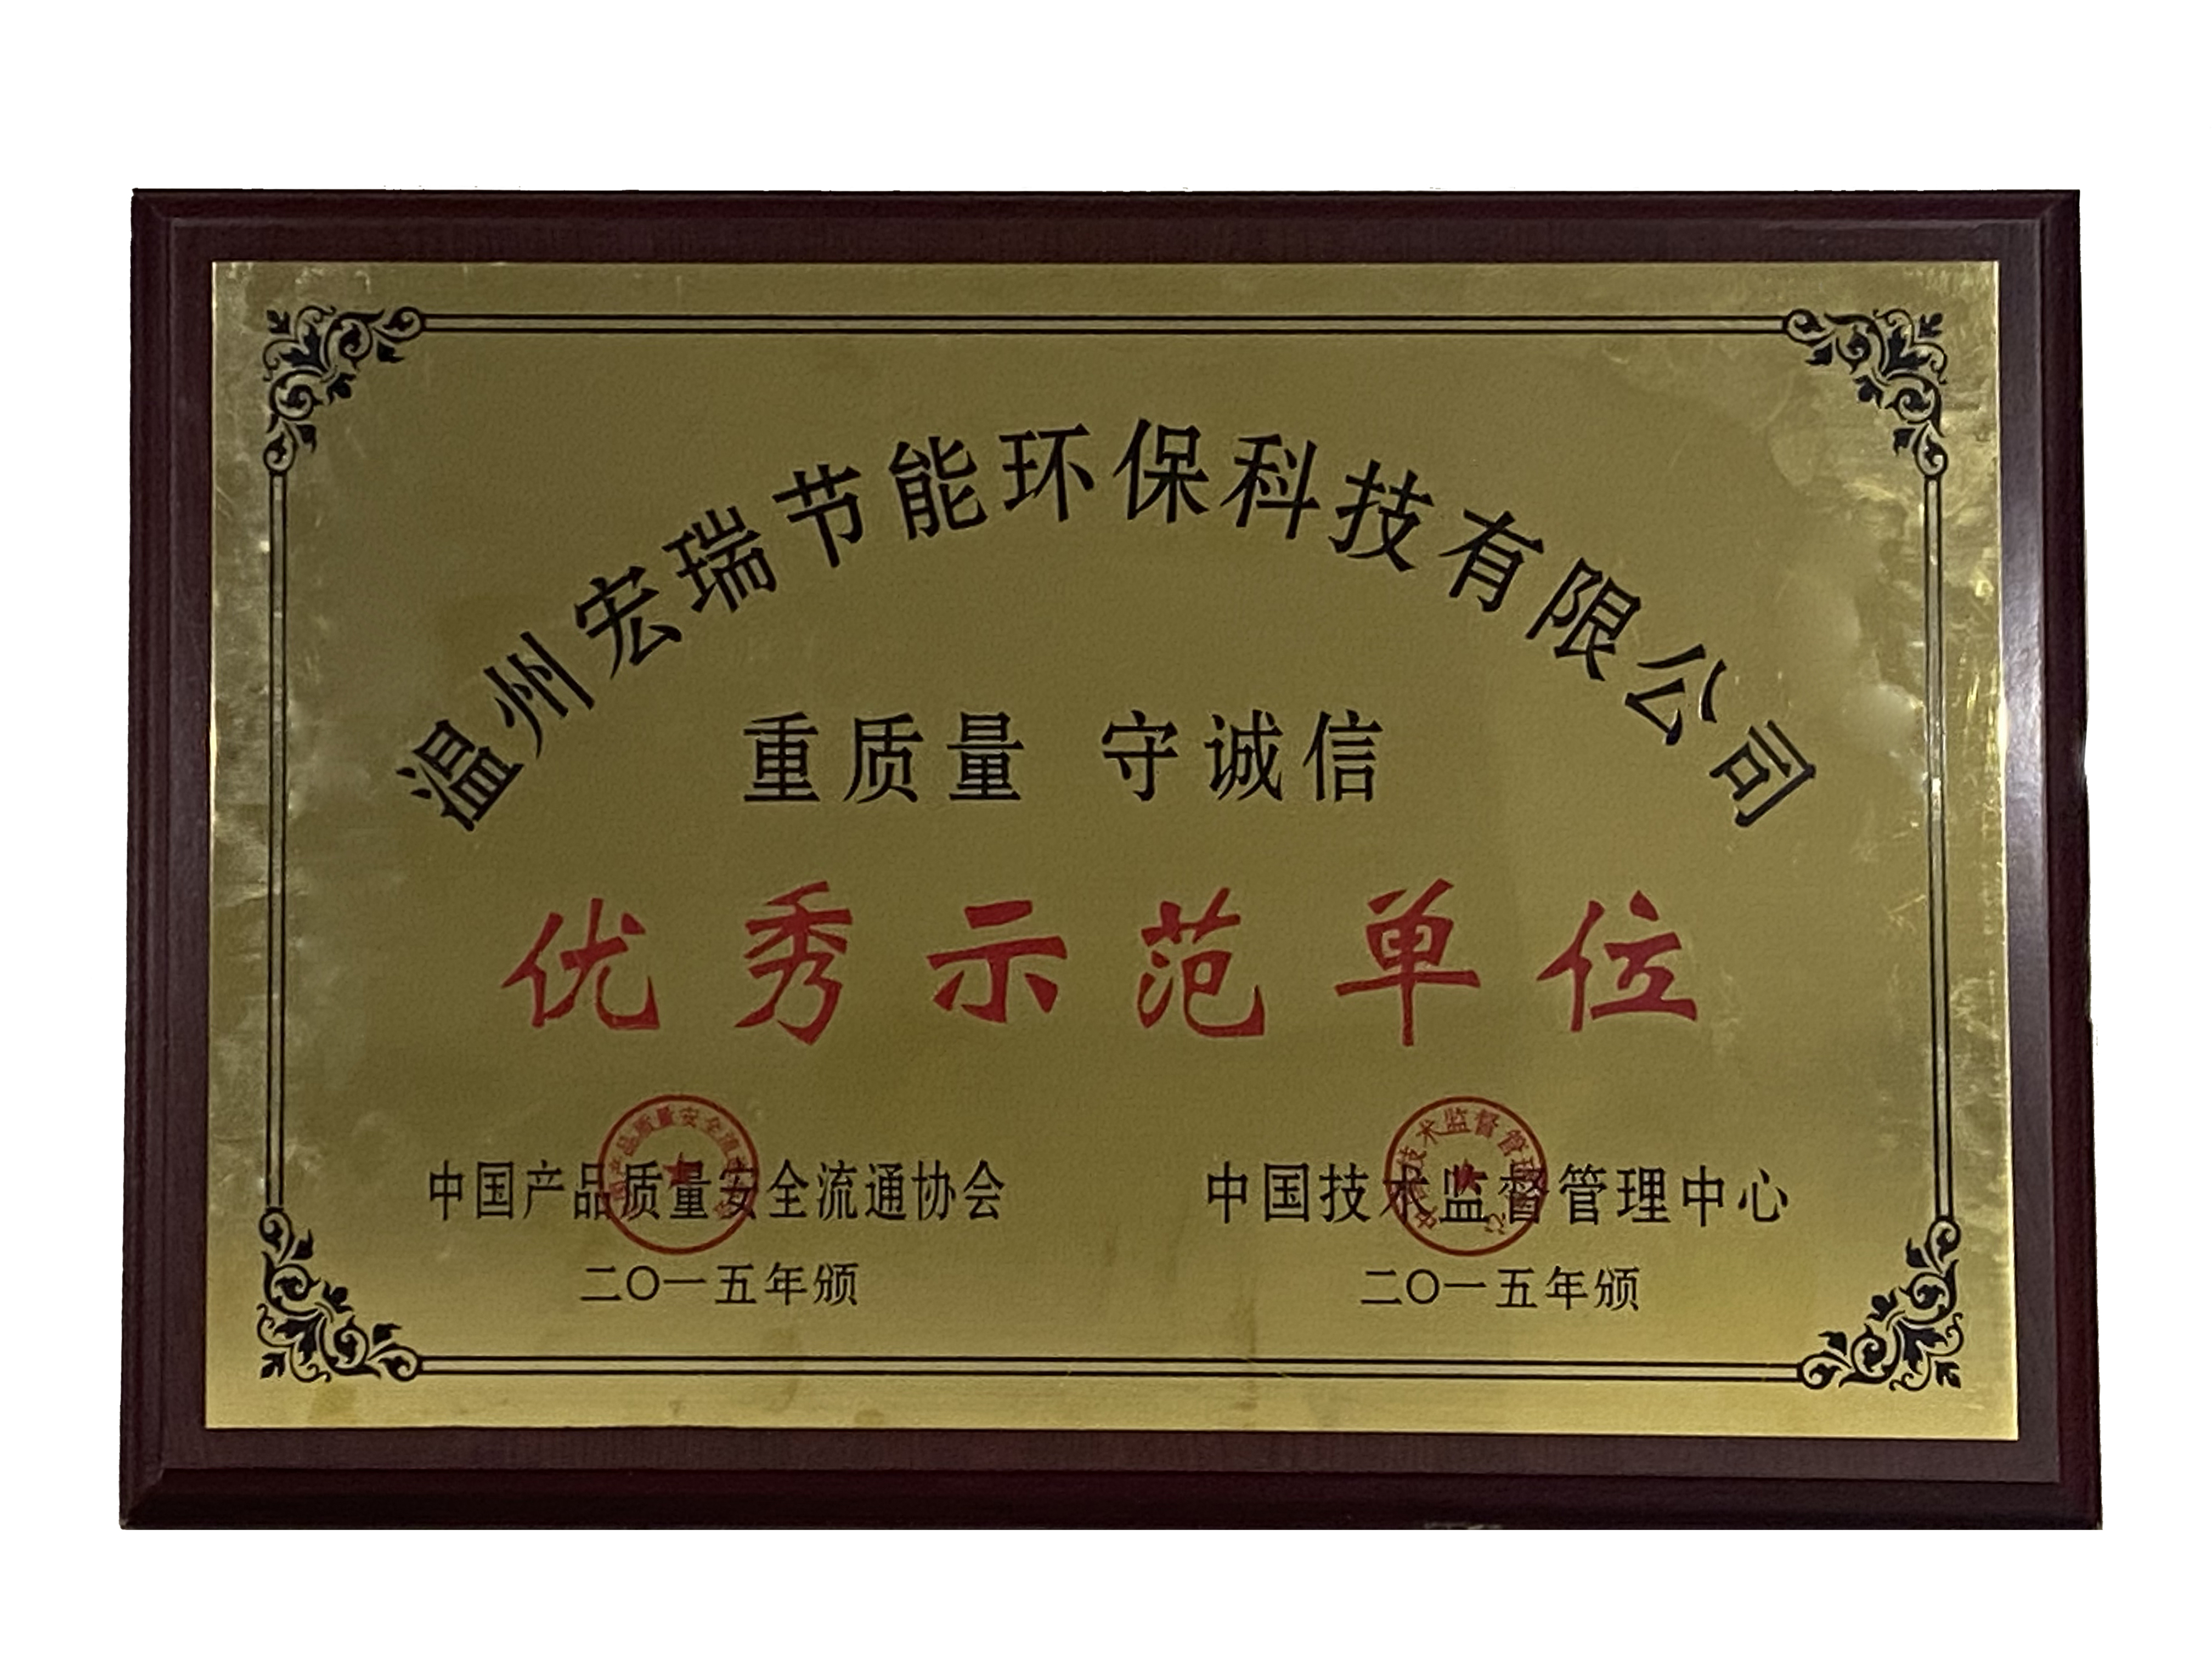 温州宏瑞节能环保科技有限公司
重质量 守诚信
优秀示范单位
中国产品质量安全流通协会
二〇一五年颁
中国技术监督管理中心
二〇一五年颁